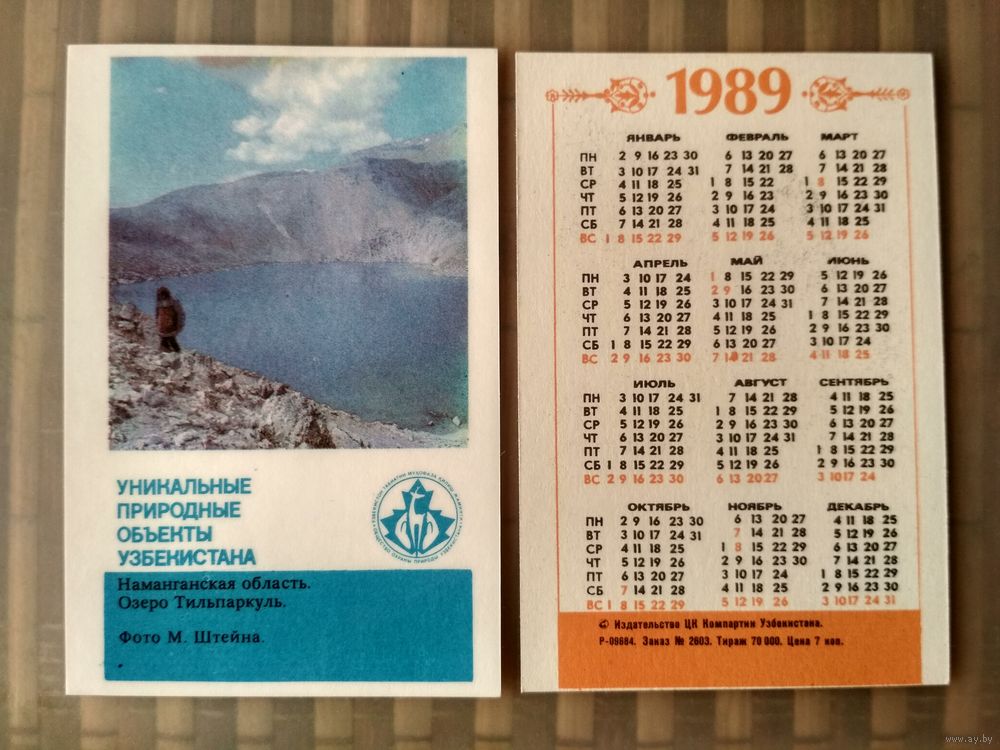 УНИКАЛЬНЫЕ
ПРИРОДНЫЕ
ОБЪЕКТЫ
УЗБЕКИСТАНА
Наманганская область.
Озеро Тильпаркуль.
Фото М. Штейна.
1989
ЯНВАРЬ ФЕВРАЛЬ МАРТ
ПН 2 9 16 23 30 6 13 20 27 6 13 20 27
ВТ 3 10 17 24 31 7 14 21 28 7 14 21 28
СР 4 11 18 25 1 8 15 22 1 8 15 22 29
ЧТ 5 12 19 26 2 9 16 23 2 9 16 23 30
ПТ 6 13 20 27 3 10 17 24 3 10 17 24 31
СБ 7 14 21 28 4 11 18 25 4 11 18 25
ВС 1 8 15 22 29 5 12 19 26 5 12 19 26
АПРЕЛЬ МАЙ ИЮНЬ
ПН 3 10 17 24 1 8 15 22 29 5 12 19 26
ВТ 4 11 18 25 2 9 16 23 30 6 13 20 27
СР 5 12 19 26 3 10 17 24 31 7 14 21 28
ЧТ 6 13 20 27 4 11 18 25 1 8 15 22 29
ПТ 7 14 21 28 5 12 19 26 2 9 16 23 30
СБ 1 8 15 22 29 6 13 20 27 3 10 17 24
ВС 2 9 16 23 30 7 14 21 28 4 11 18 25
ИЮЛЬ АВГУСТ СЕНТЯБРЬ
ПН 3 10 17 24 31 7 14 21 28 4 11 18 25
ВТ 4 11 18 25 1 8 15 22 29 5 12 19 26
СР 5 12 19 26 2 9 16 23 30 6 13 20 27
ЧТ 6 13 20 27 3 10 17 24 31 7 14 21 28
ПТ 7 14 21 28 4 11 18 25 1 8 15 22 29
СБ 1 8 15 22 29 5 12 19 26 2 9 16 23 30
ВС 2 9 16 23 30 6 13 20 27 3 10 17 24
ОКТЯБРЬ НОЯБРЬ ДЕКАБРЬ
ПН 2 9 16 23 30 6 13 20 27 4 11 18 25
ВТ 3 10 17 24 31 7 14 21 28 5 12 19 26
СР 4 11 18 25 1 8 15 22 29 6 13 20 27
ЧТ 5 12 19 26 2 9 16 23 30 7 14 21 28
ПТ 6 13 20 27 3 10 17 24 1 8 15 22 29
СБ 7 14 21 28 4 11 18 25 2 9 16 23 30
ВС 1 8 15 22 29 5 12 19 26 3 10 17 24 31
© Издательство ЦК Компартии Узбекистана.
Р-09684. Заказ № 2603. Тираж 70 000. Цена 7 коп.
www.ay.by